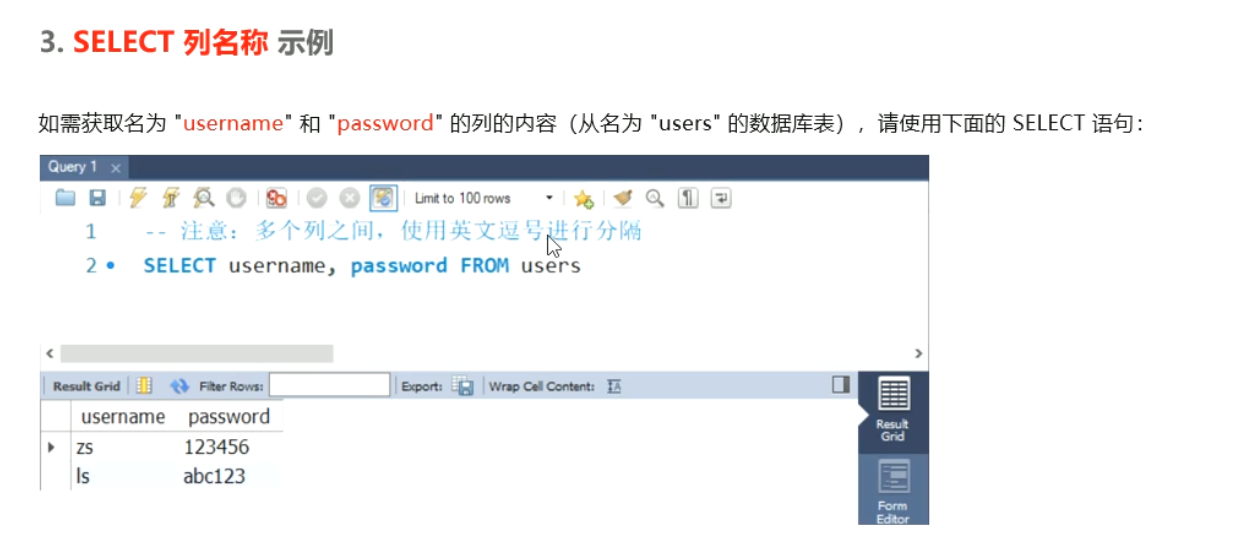 3. SELECT 列名称 示例
如需获取名为 "username" 和 "password" 的列的内容（从名为 "users" 的数据库表），请使用下面的 SELECT 语句：
Query 1
Limit to 100 rows
1 -- 注意：多个列之间，使用英文逗号进行分隔
2 SELECT username, password FROM users
Result Grid Filter Rows: Export: Wrap Cell Content:
username password
zs 123456
ls abc123
Result
Grid
Form
Editor